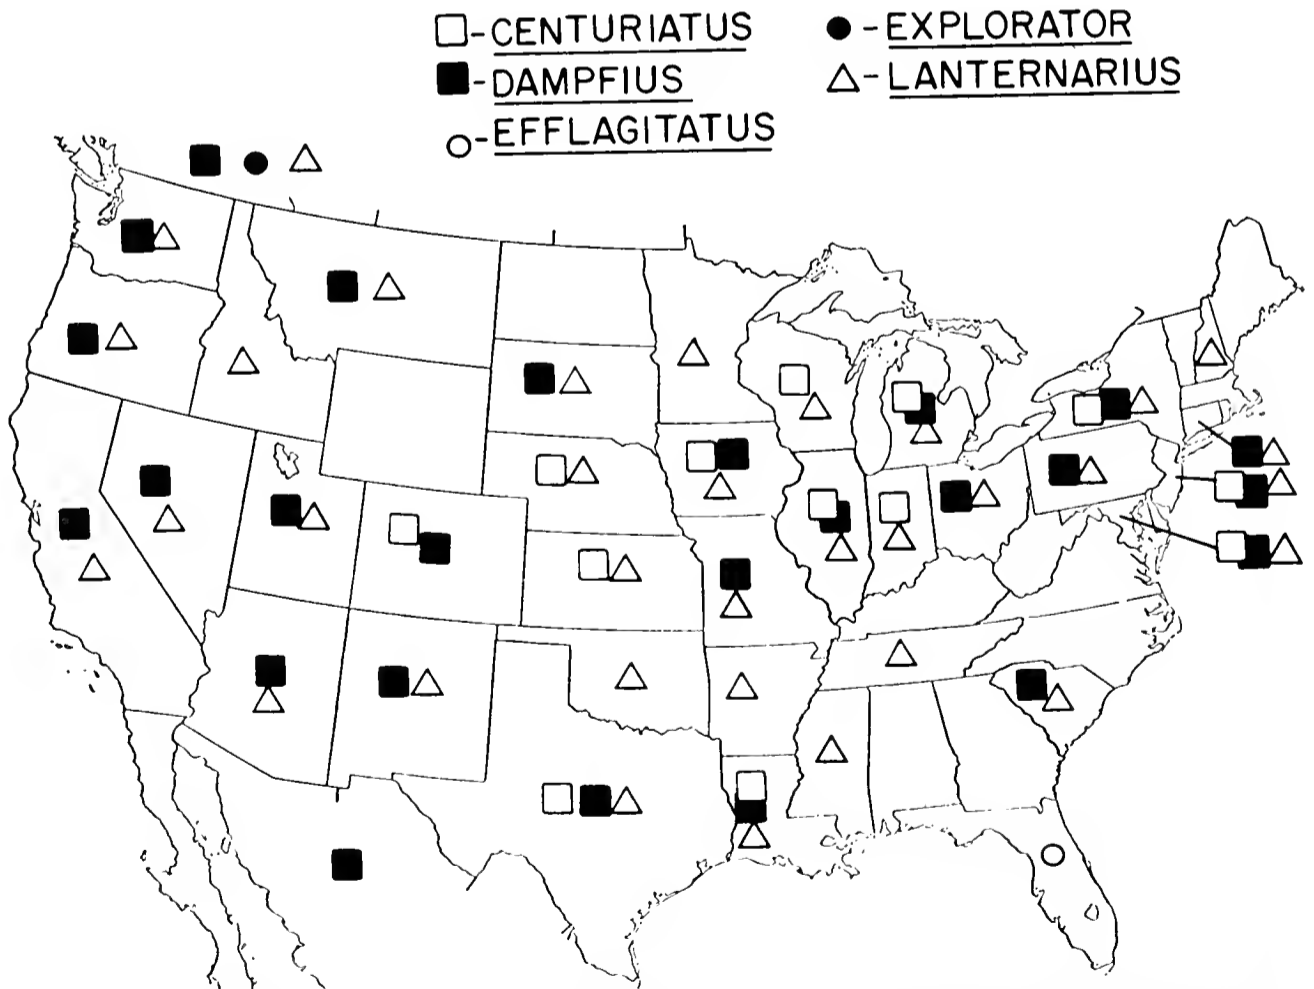 □-CENTURIATUS
■-DAMPFIUS
○-EFFLAGITATUS
●-EXPLORATOR
△-LANTERNARIUS